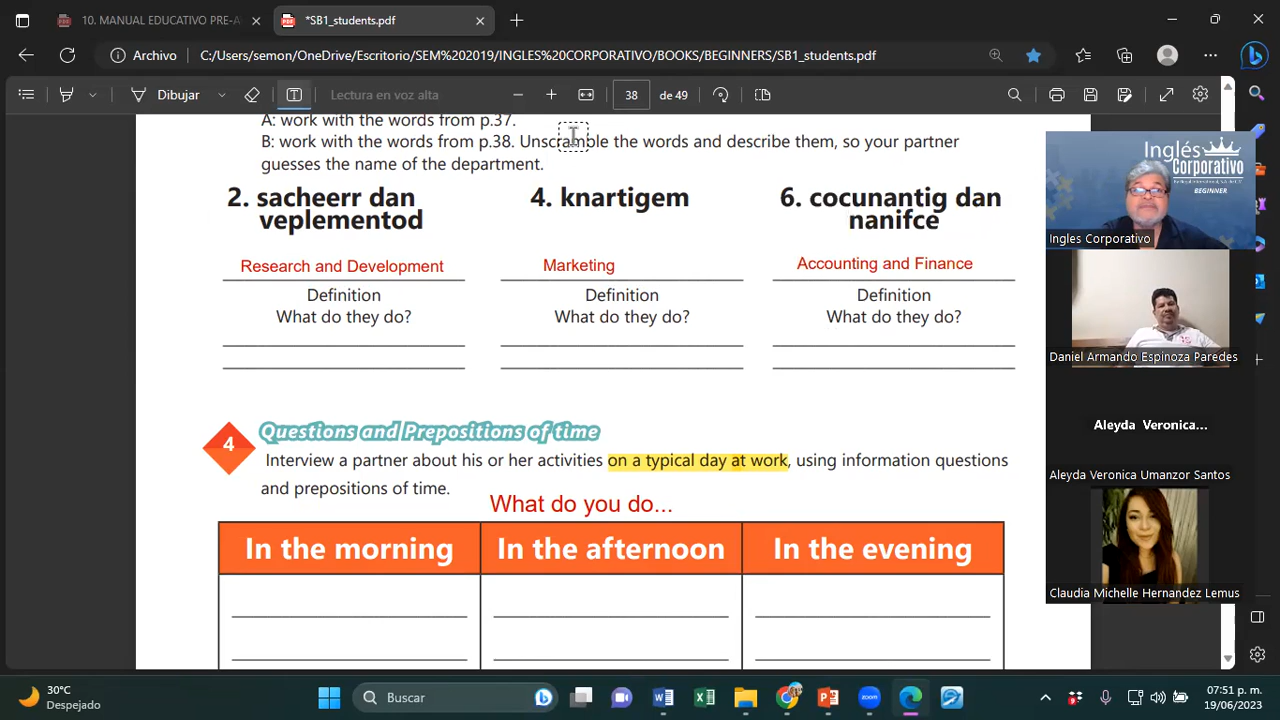 10. MANUAL EDUCATIVO PRE-A
*SB1_students.pdf
Archivo
C:/Users/semon/OneDrive/Escritorio/SEM%202019/INGLES%20CORPORATIVO/BOOKS/BEGINNERS/SB1_students.pdf
Dibujar
Lectura en voz alta
38 de 49
A: work with the words from p.37.
B: work with the words from p.38. Unscramble the words and describe them, so your partner
guesses the name of the department.
2. sacheerr dan
veplementod
4. knartigem
6. cocunantig dan
nanifce
Research and Development
Marketing
Accounting and Finance
Definition
What do they do?
Definition
What do they do?
Definition
What do they do?
4
Questions and Prepositions of time
Interview a partner about his or her activities on a typical day at work, using information questions
and prepositions of time.
What do you do...
In the morning
In the afternoon
In the evening
Inglés
Corporativo
BEGINNER
Ingles Corporativo
Daniel Armando Espinoza Paredes
Aleyda Veronica...
Aleyda Veronica Umanzor Santos
Claudia Michelle Hernandez Lemus
30°C
Despejado
Buscar
07:51 p. m.
19/06/2023